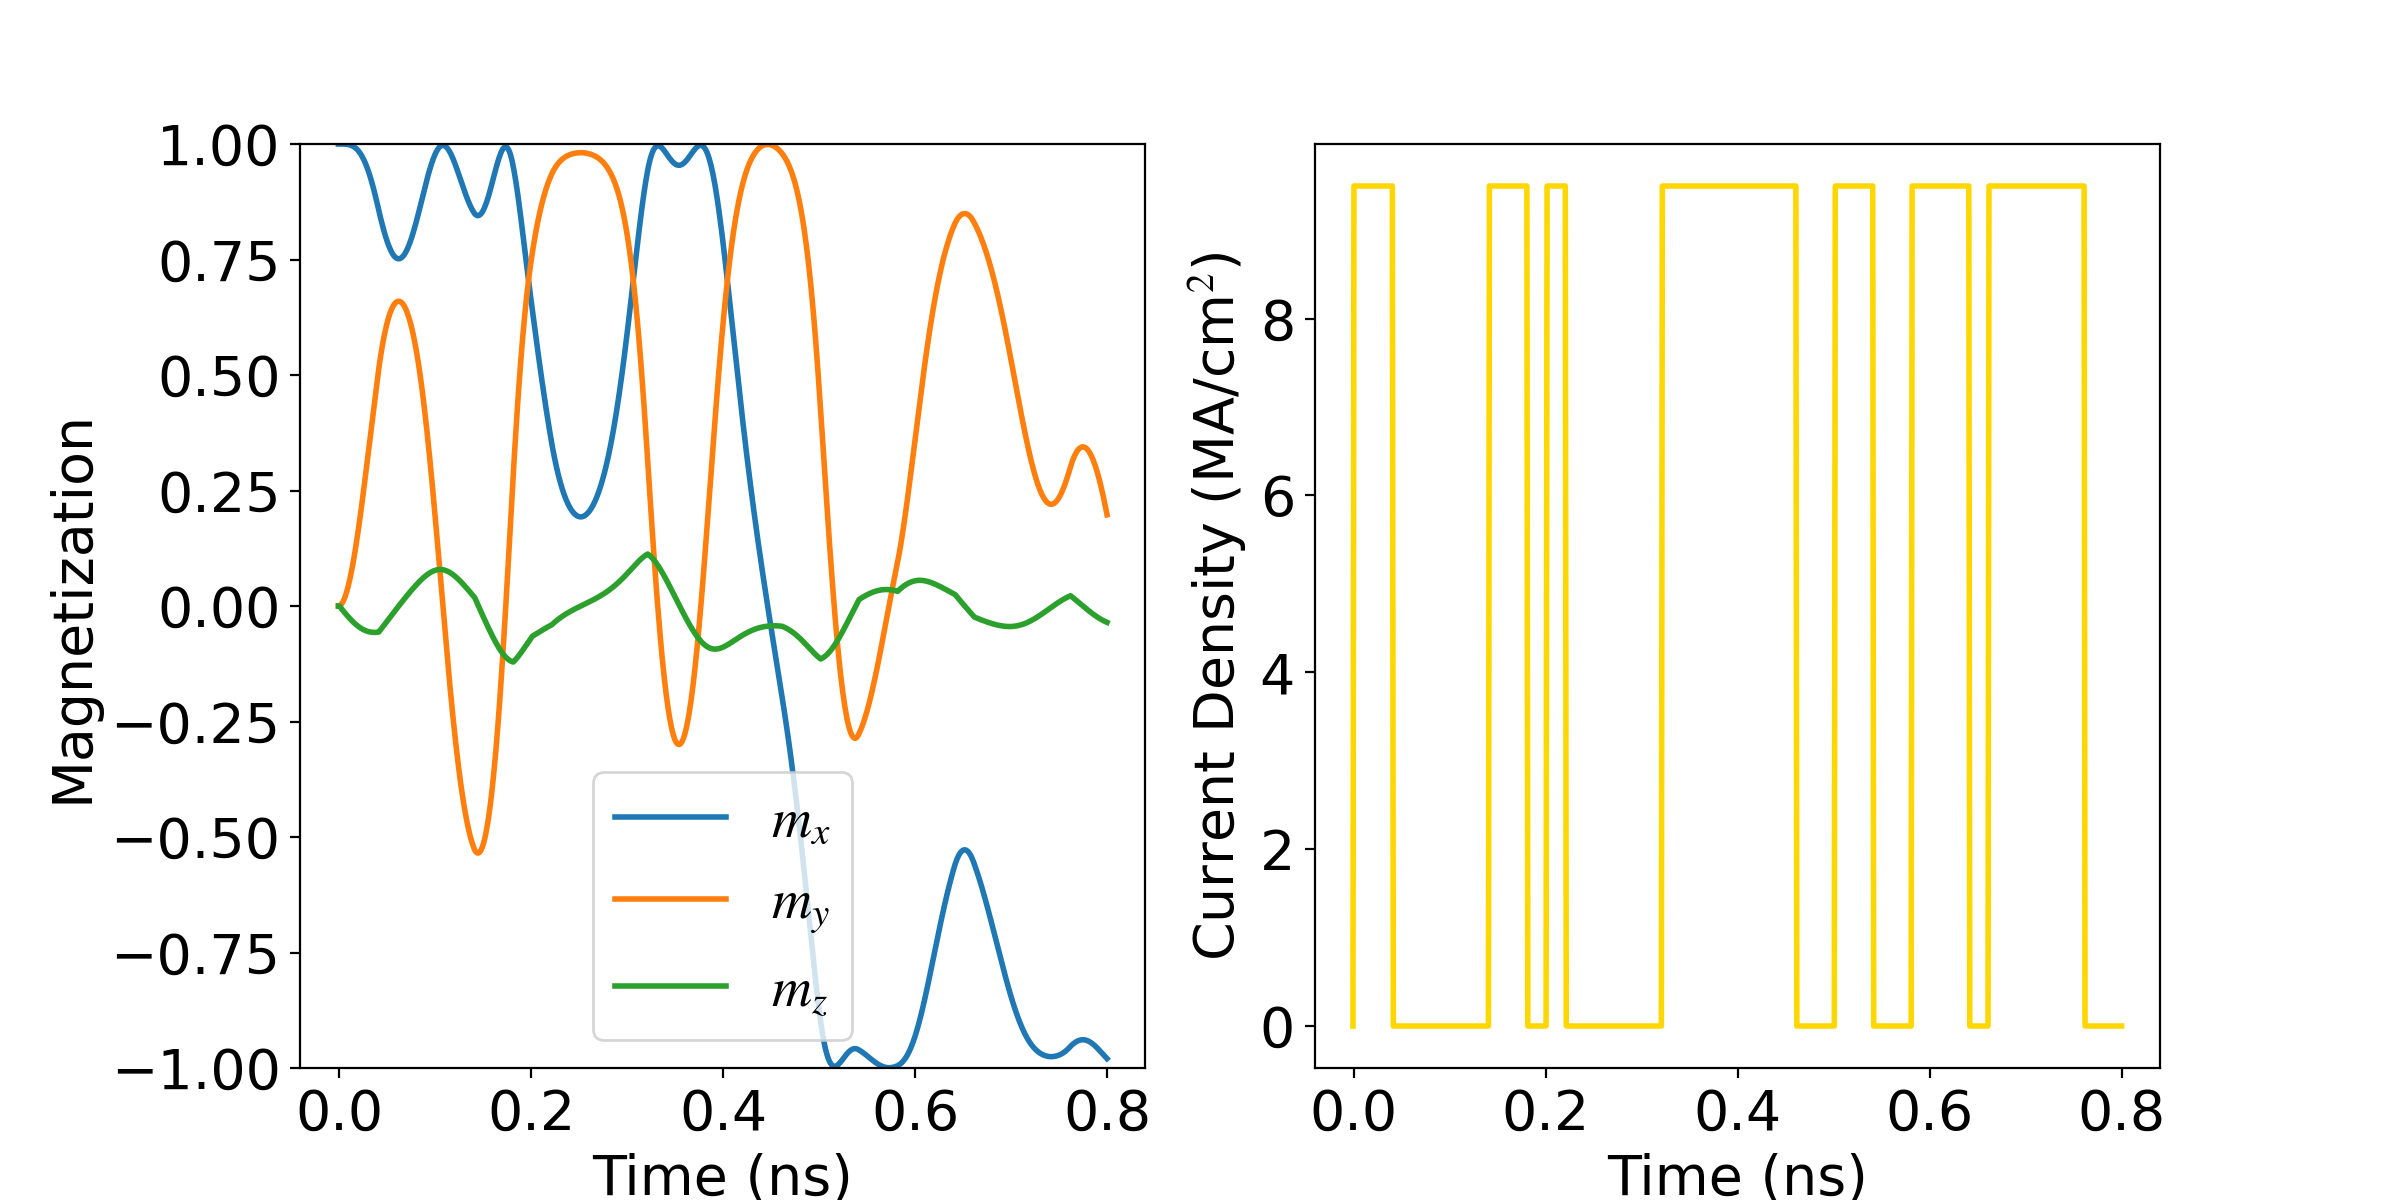 1.00
0.75
0.50
0.25
0.00
−0.25
−0.50
−0.75
−1.00
Magnetization
0.0 0.2 0.4 0.6 0.8
Time (ns)
mₓ
m_y
m_z
8
6
4
2
0
Current Density (MA/cm²)
0.0 0.2 0.4 0.6 0.8
Time (ns)